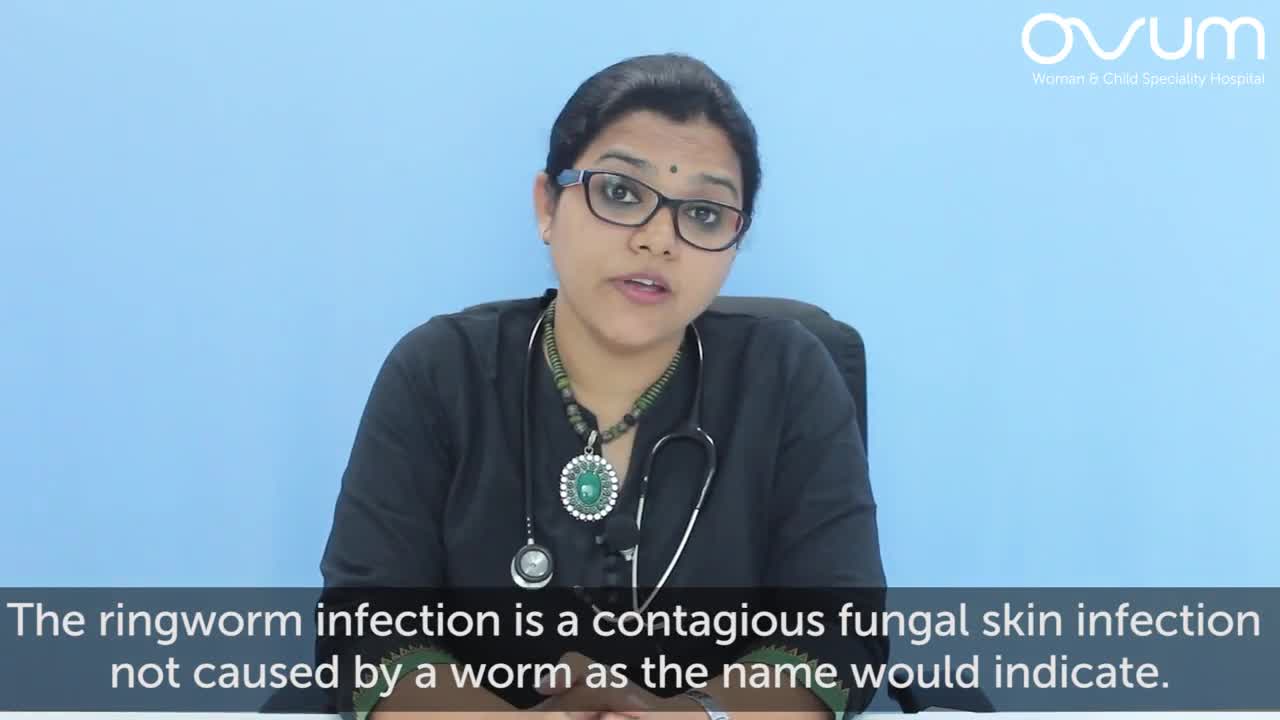 ovum
Woman & Child Speciality Hospital
The ringworm infection is a contagious fungal skin infection
not caused by a worm as the name would indicate.